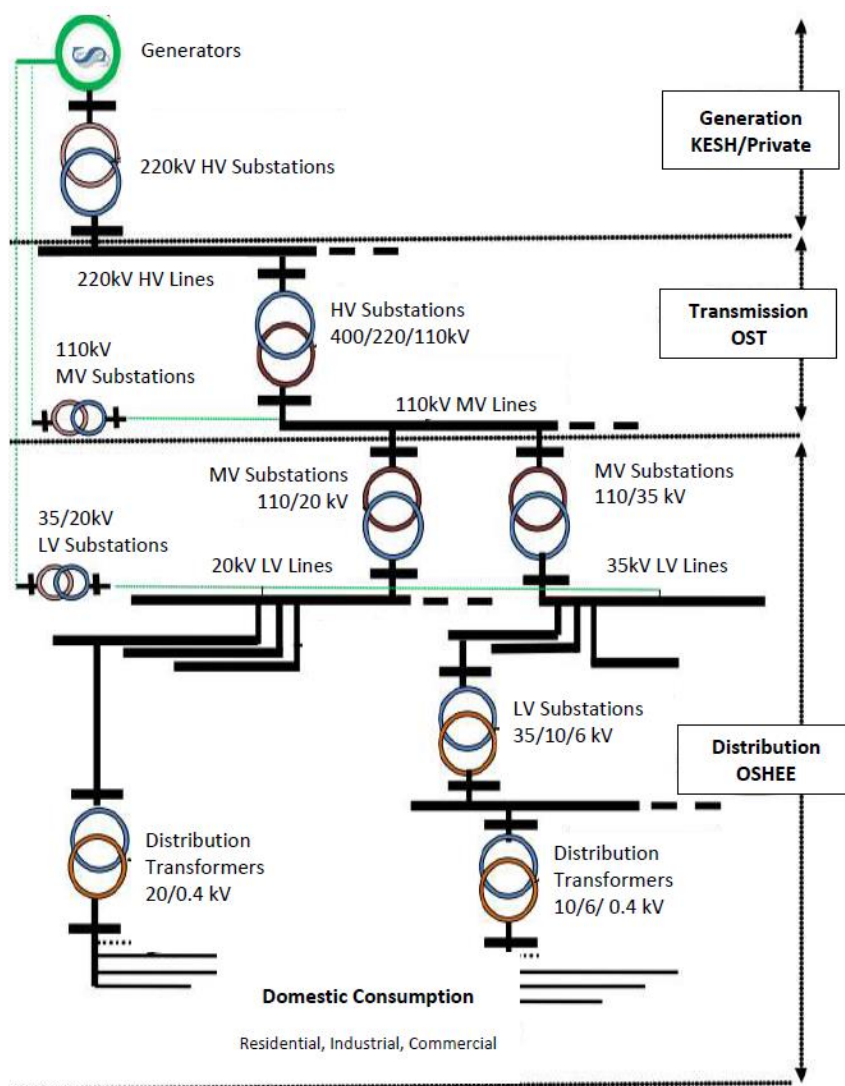 Generators
Generation
KESH/Private
220kV HV Substations
220kV HV Lines
HV Substations
400/220/110kV
Transmission
OST
110kV
MV Substations
110kV MV Lines
MV Substations
110/20 kV
MV Substations
110/35 kV
35/20kV
LV Substations
20kV LV Lines
35kV LV Lines
LV Substations
35/10/6 kV
Distribution
OSHEE
Distribution
Transformers
20/0.4 kV
Distribution
Transformers
10/6/ 0.4 kV
Domestic Consumption
Residential, Industrial, Commercial